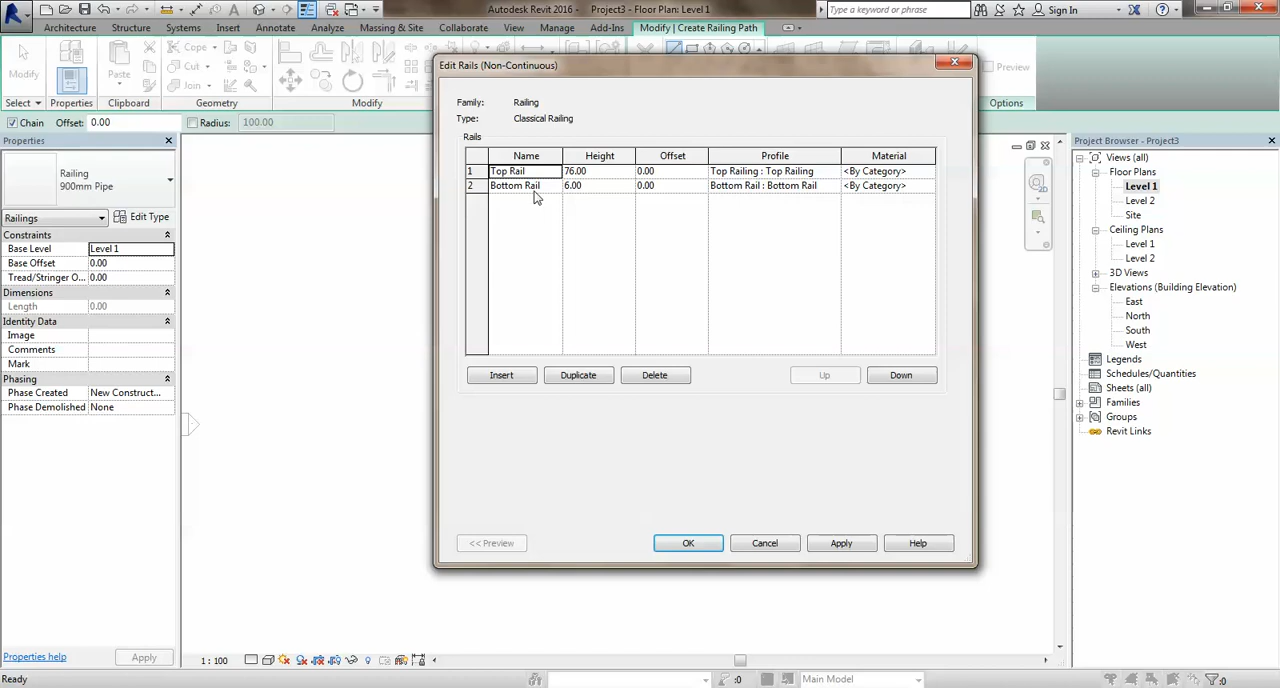 Autodesk Revit 2016 - Project3 - Floor Plan: Level 1
Type a keyword or phrase
Sign In
Architecture Structure Systems Insert Annotate Analyze Massing & Site Collaborate View Manage Add-Ins Modify | Create Railing Path
Modify Paste Cope Cut Join Preview
Select Properties Clipboard Geometry Modify Options
Chain Offset: 0.00 Radius: 100.00
Properties
Railing
900mm Pipe
Railings Edit Type
Constraints
Base Level Level 1
Base Offset 0.00
Tread/Stringer O... 0.00
Dimensions
Length 0.00
Identity Data
Image
Comments
Mark
Phasing
Phase Created New Construct...
Phase Demolished None
Properties help Apply
Edit Rails (Non-Continuous)
Family: Railing
Type: Classical Railing
Rails
Name Height Offset Profile Material
1 Top Rail 76.00 0.00 Top Railing : Top Railing <By Category>
2 Bottom Rail 6.00 0.00 Bottom Rail : Bottom Rail <By Category>
Insert Duplicate Delete Up Down
<< Preview OK Cancel Apply Help
Project Browser - Project3
Views (all)
Floor Plans
Level 1
Level 2
Site
Ceiling Plans
Level 1
Level 2
3D Views
Elevations (Building Elevation)
East
North
South
West
Legends
Schedules/Quantities
Sheets (all)
Families
Groups
Revit Links
1 : 100
Ready :0 Main Model :0